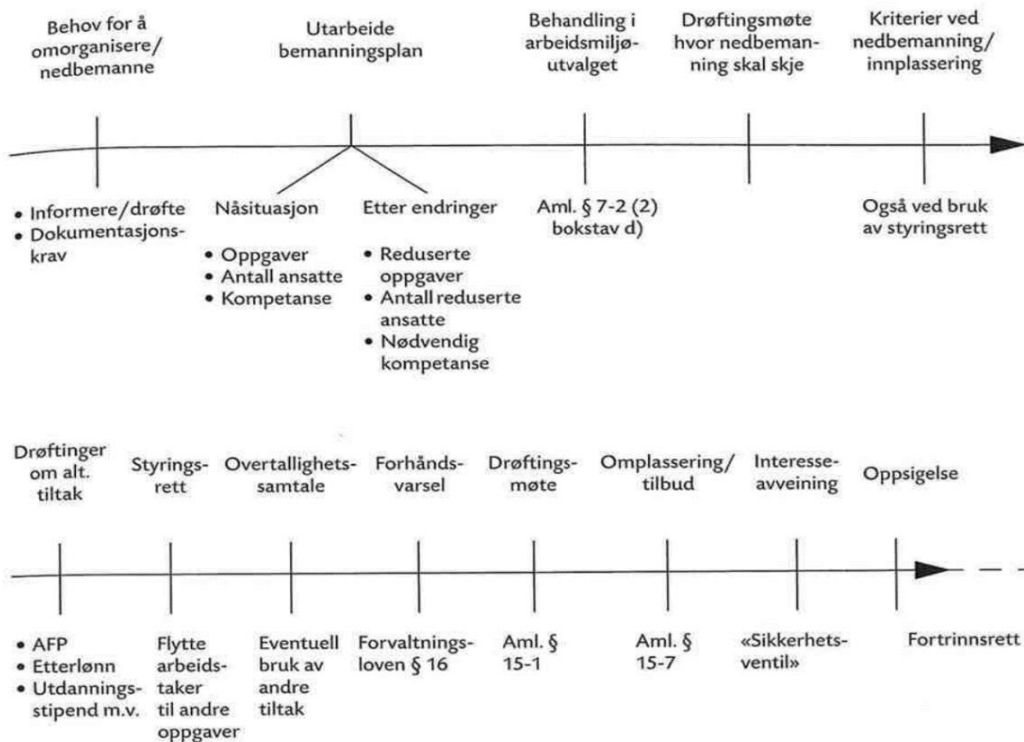 Behov for å
omorganisere/
nedbemanne
Utarbeide
bemanningsplan
Behandling i
arbeidsmiljø-
utvalget
Drøftingsmøte
hvor nedbeman-
ning skal skje
Kriterier ved
nedbemanning/
innplassering
• Informere/drøfte
• Dokumentasjons-
krav
Nåsituasjon
• Oppgaver
• Antall ansatte
• Kompetanse
Etter endringer
• Reduserte
oppgaver
• Antall reduserte
ansatte
• Nødvendig
kompetanse
Aml. § 7-2 (2)
bokstav d)
Også ved bruk
av styringsrett
Drøftinger
om alt.
tiltak
Styrings-
rett
Overtallighets-
samtale
Forhånds-
varsel
Drøftings-
møte
Omplassering/
tilbud
Interesse-
avveining
Oppsigelse
• AFP
• Etterlønn
• Utdannings-
stipend m.v.
Flytte
arbeids-
taker
til andre
oppgaver
Eventuell
bruk av
andre
tiltak
Forvaltnings-
loven § 16
Aml. §
15-1
Aml. §
15-7
«Sikkerhets-
ventil»
Fortrinnsrett